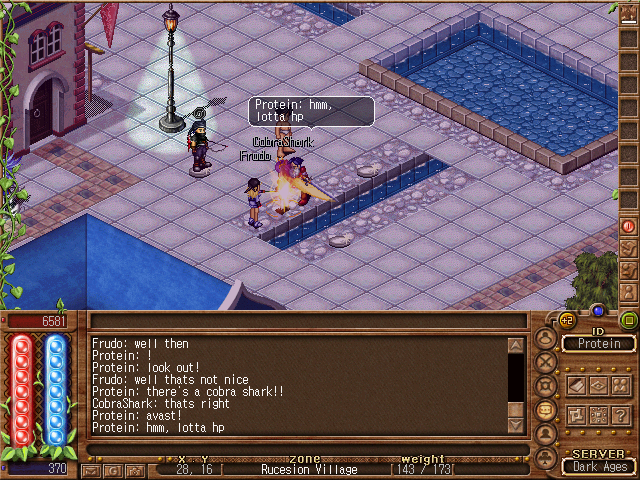 Protein: hmm,
lotta hp
CobraShark
Frudo
6581
Frudo: well then
Protein: !
Protein: look out!
Frudo: well thats not nice
Protein: there's a cobra shark!!
CobraShark: thats right
Protein: avast!
Protein: hmm, lotta hp
370
x y zone weight
28, 16 Rucesion Village 143 / 173
+2
ID
Protein
G
?
SERVER
Dark Ages